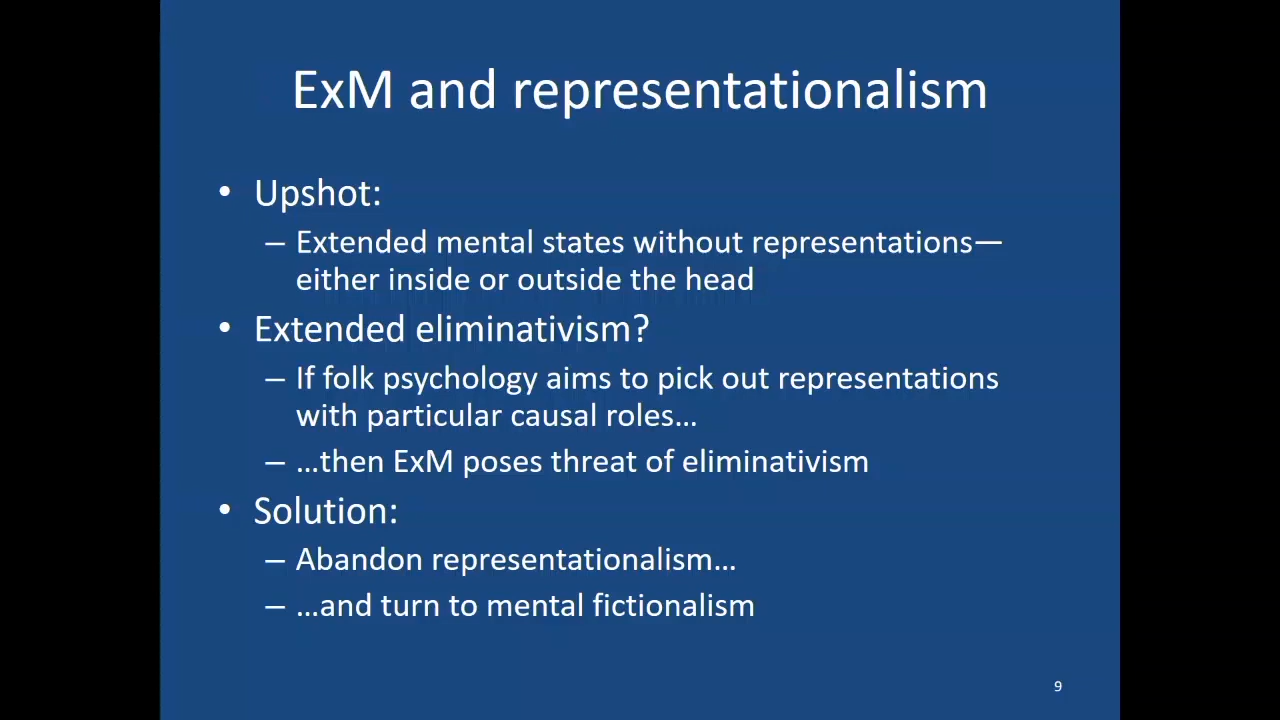 ExM and representationalism
• Upshot:
– Extended mental states without representations—
either inside or outside the head
• Extended eliminativism?
– If folk psychology aims to pick out representations
with particular causal roles…
– …then ExM poses threat of eliminativism
• Solution:
– Abandon representationalism…
– …and turn to mental fictionalism
9